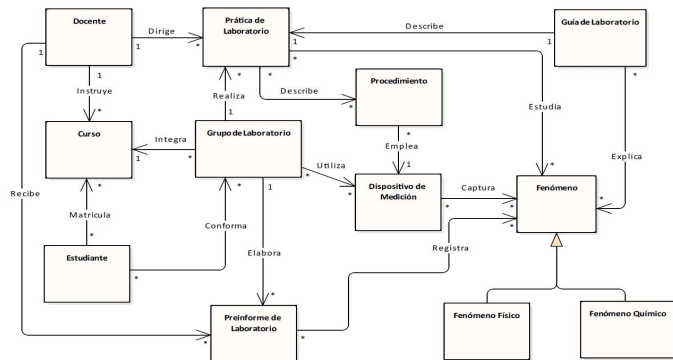 Docente
1
Dirige
*
Prática de
Laboratorio
1
Describe
1
Guía de Laboratorio
1
1
Instruye
*
Curso
*
Realiza
1
*
Describe
*
Procedimiento
*
Emplea
1
*
Estudia
*
*
Explica
*
1
Integra
*
Grupo de Laboratorio
*
Utiliza
*
Dispositivo de
Medición
*
Captura
*
Fenómeno
Recibe
*
Matricula
*
Estudiante
*
Conforma
*
1
Elabora
*
Registra
*
Preinforme de
Laboratorio
*
*
Fenómeno Físico
Fenómeno Químico